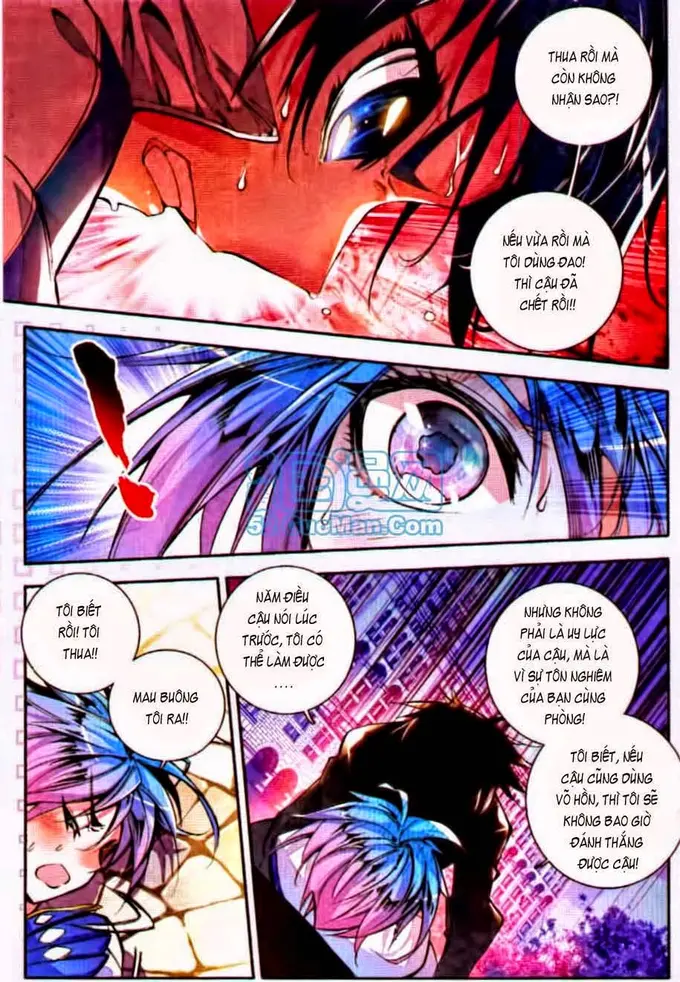 THUA RỒI MÀ
CÒN KHÔNG
NHẬN SAO?!
NẾU VỪA RỒI MÀ
TÔI DÙNG ĐAO!
THÌ CẬU ĐÃ
CHẾT RỒI!!
TÔI BIẾT
RỒI! TÔI
THUA!!
MAU BUÔNG
TÔI RA!!
NĂM ĐIỀU
CẬU NÓI LÚC
TRƯỚC, TÔI CÓ
THỂ LÀM ĐƯỢC
....
NHƯNG KHÔNG
PHẢI LÀ UY LỰC
CỦA CẬU, MÀ LÀ
VÌ SỰ TÔN NGHIÊM
CỦA BẠN CÙNG
PHÒNG!
TÔI BIẾT, NẾU
CẬU CŨNG DÙNG
VÕ HỒN, THÌ TÔI SẼ
KHÔNG BAO GIỜ
ĐÁNH THẮNG
ĐƯỢC CẬU!